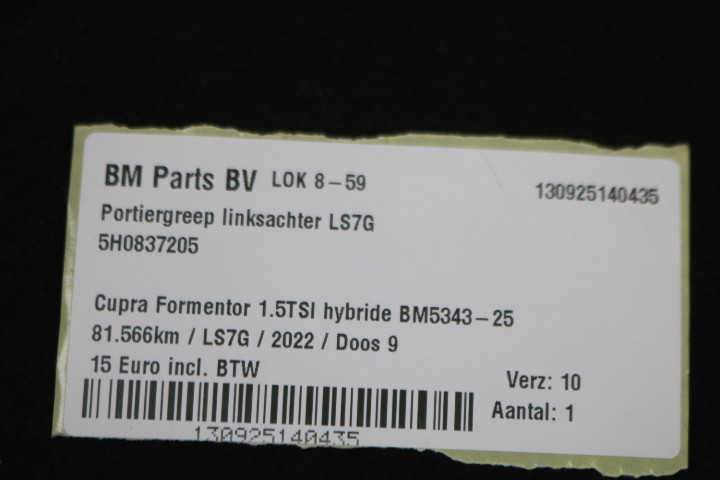 BM Parts BV LOK 8-59 130925140435
Portiergreep linksachter LS7G
5H0837205
Cupra Formentor 1.5TSI hybride BM5343-25
81.566km / LS7G / 2022 / Doos 9
15 Euro incl. BTW
Verz: 10
Aantal: 1
130925140435